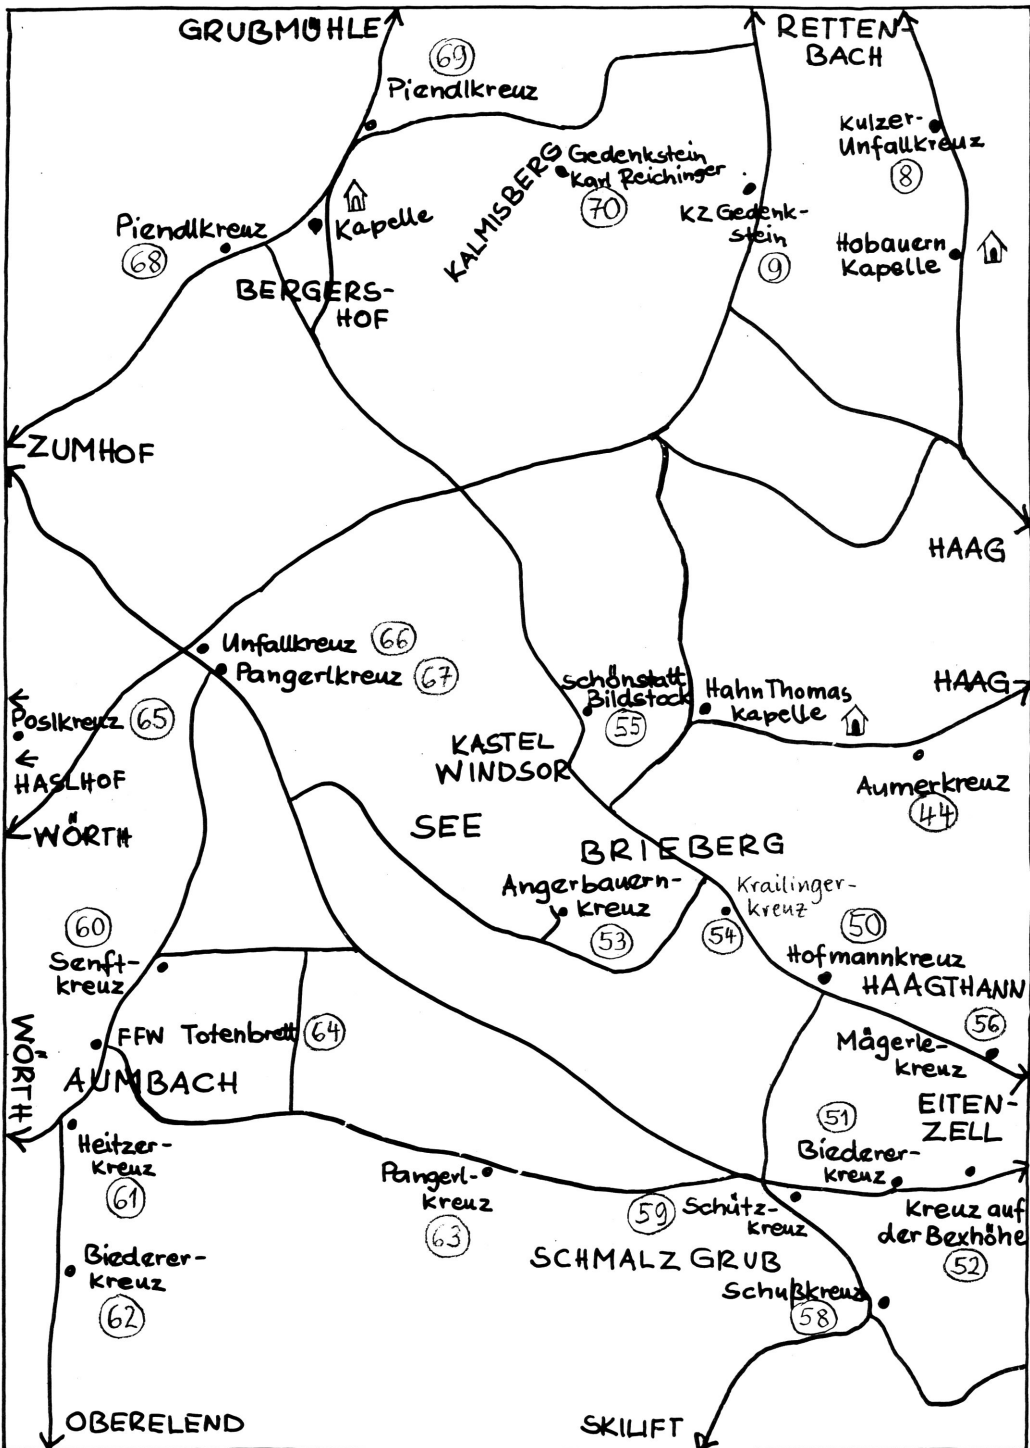 GRUBMÜHLE
RETTEN-
BACH
69
Piendlkreuz
Kulzer-
Unfallkreuz
8
Gedenkstein
Karl Reichinger
70
KALMISBERG
KZ Gedenk-
stein
9
Kapelle
Piendlkreuz
68
Hobauern
Kapelle
BERGERS-
HOF
ZUMHOF
HAAG
Unfallkreuz 66
Pangerlkreuz 67
Schönstatt
Bildstock
55
Hahn Thomas
Kapelle
HAAG
Poslkreuz 65
HASLHOF
WÖRTH
KASTEL
WINDSOR
Aumerkreuz
44
SEE
BRIEBERG
Angerbauern-
kreuz
53
Krailinger-
kreuz
54
50
Hofmannkreuz
HAAGTHANN
60
Senft-
kreuz
56
Mågerle-
kreuz
FFW Totenbrett 64
WÖRTH
AUMBACH
EITEN-
ZELL
51
Biederer-
kreuz
Heitzer-
kreuz
61
Pangerl-
kreuz
63
59
Schütz-
kreuz
Kreuz auf
der Bexhöhe
52
SCHMALZGRUB
Biederer-
kreuz
62
Schußkreuz
58
OBERELEND
SKILIFT